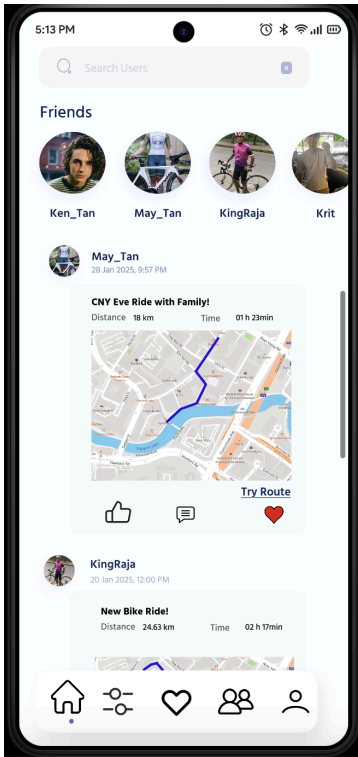 5:13 PM
Search Users
Friends
Ken_Tan
May_Tan
KingRaja
Krit
May_Tan
28 Jan 2025, 9:57 PM
CNY Eve Ride with Family!
Distance 18 km Time 01 h 23min
Try Route
KingRaja
20 Jan 2025, 12:00 PM
New Bike Ride!
Distance 24.63 km Time 02 h 17min